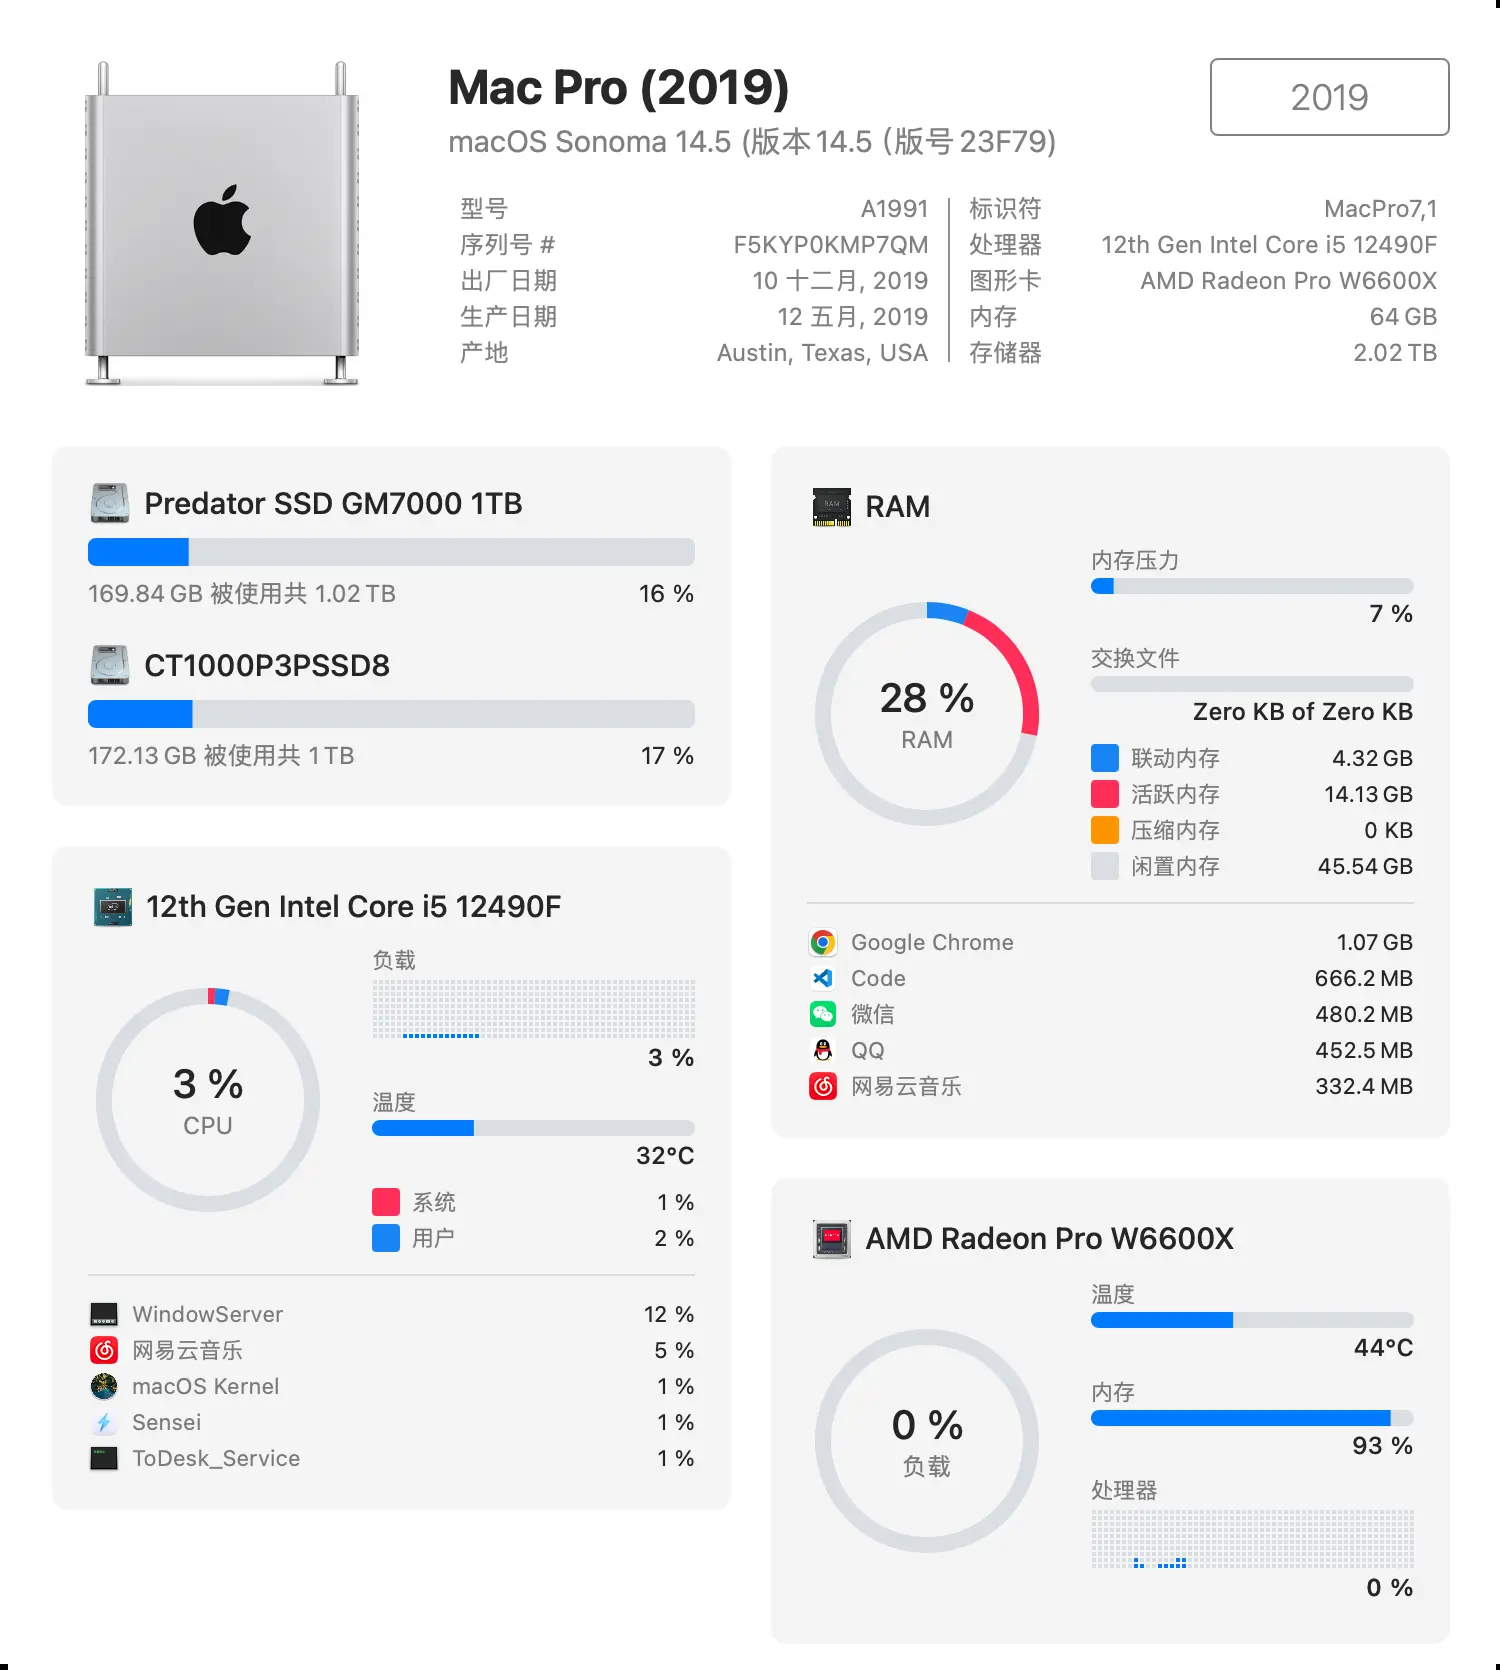 Mac Pro (2019)
2019
macOS Sonoma 14.5 (版本 14.5（版号 23F79)
型号 A1991 标识符 MacPro7,1
序列号 # F5KYP0KMP7QM 处理器 12th Gen Intel Core i5 12490F
出厂日期 10 十二月, 2019 图形卡 AMD Radeon Pro W6600X
生产日期 12 五月, 2019 内存 64 GB
产地 Austin, Texas, USA 存储器 2.02 TB
Predator SSD GM7000 1TB
169.84 GB 被使用共 1.02 TB 16 %
CT1000P3PSSD8
172.13 GB 被使用共 1 TB 17 %
12th Gen Intel Core i5 12490F
3 %
CPU
负载
3 %
温度
32°C
系统 1 %
用户 2 %
WindowServer 12 %
网易云音乐 5 %
macOS Kernel 1 %
Sensei 1 %
ToDesk_Service 1 %
RAM
RAM
28 %
RAM
内存压力
7 %
交换文件
Zero KB of Zero KB
联动内存 4.32 GB
活跃内存 14.13 GB
压缩内存 0 KB
闲置内存 45.54 GB
Google Chrome 1.07 GB
Code 666.2 MB
微信 480.2 MB
QQ 452.5 MB
网易云音乐 332.4 MB
AMD Radeon Pro W6600X
0 %
负载
温度
44°C
内存
93 %
处理器
0 %